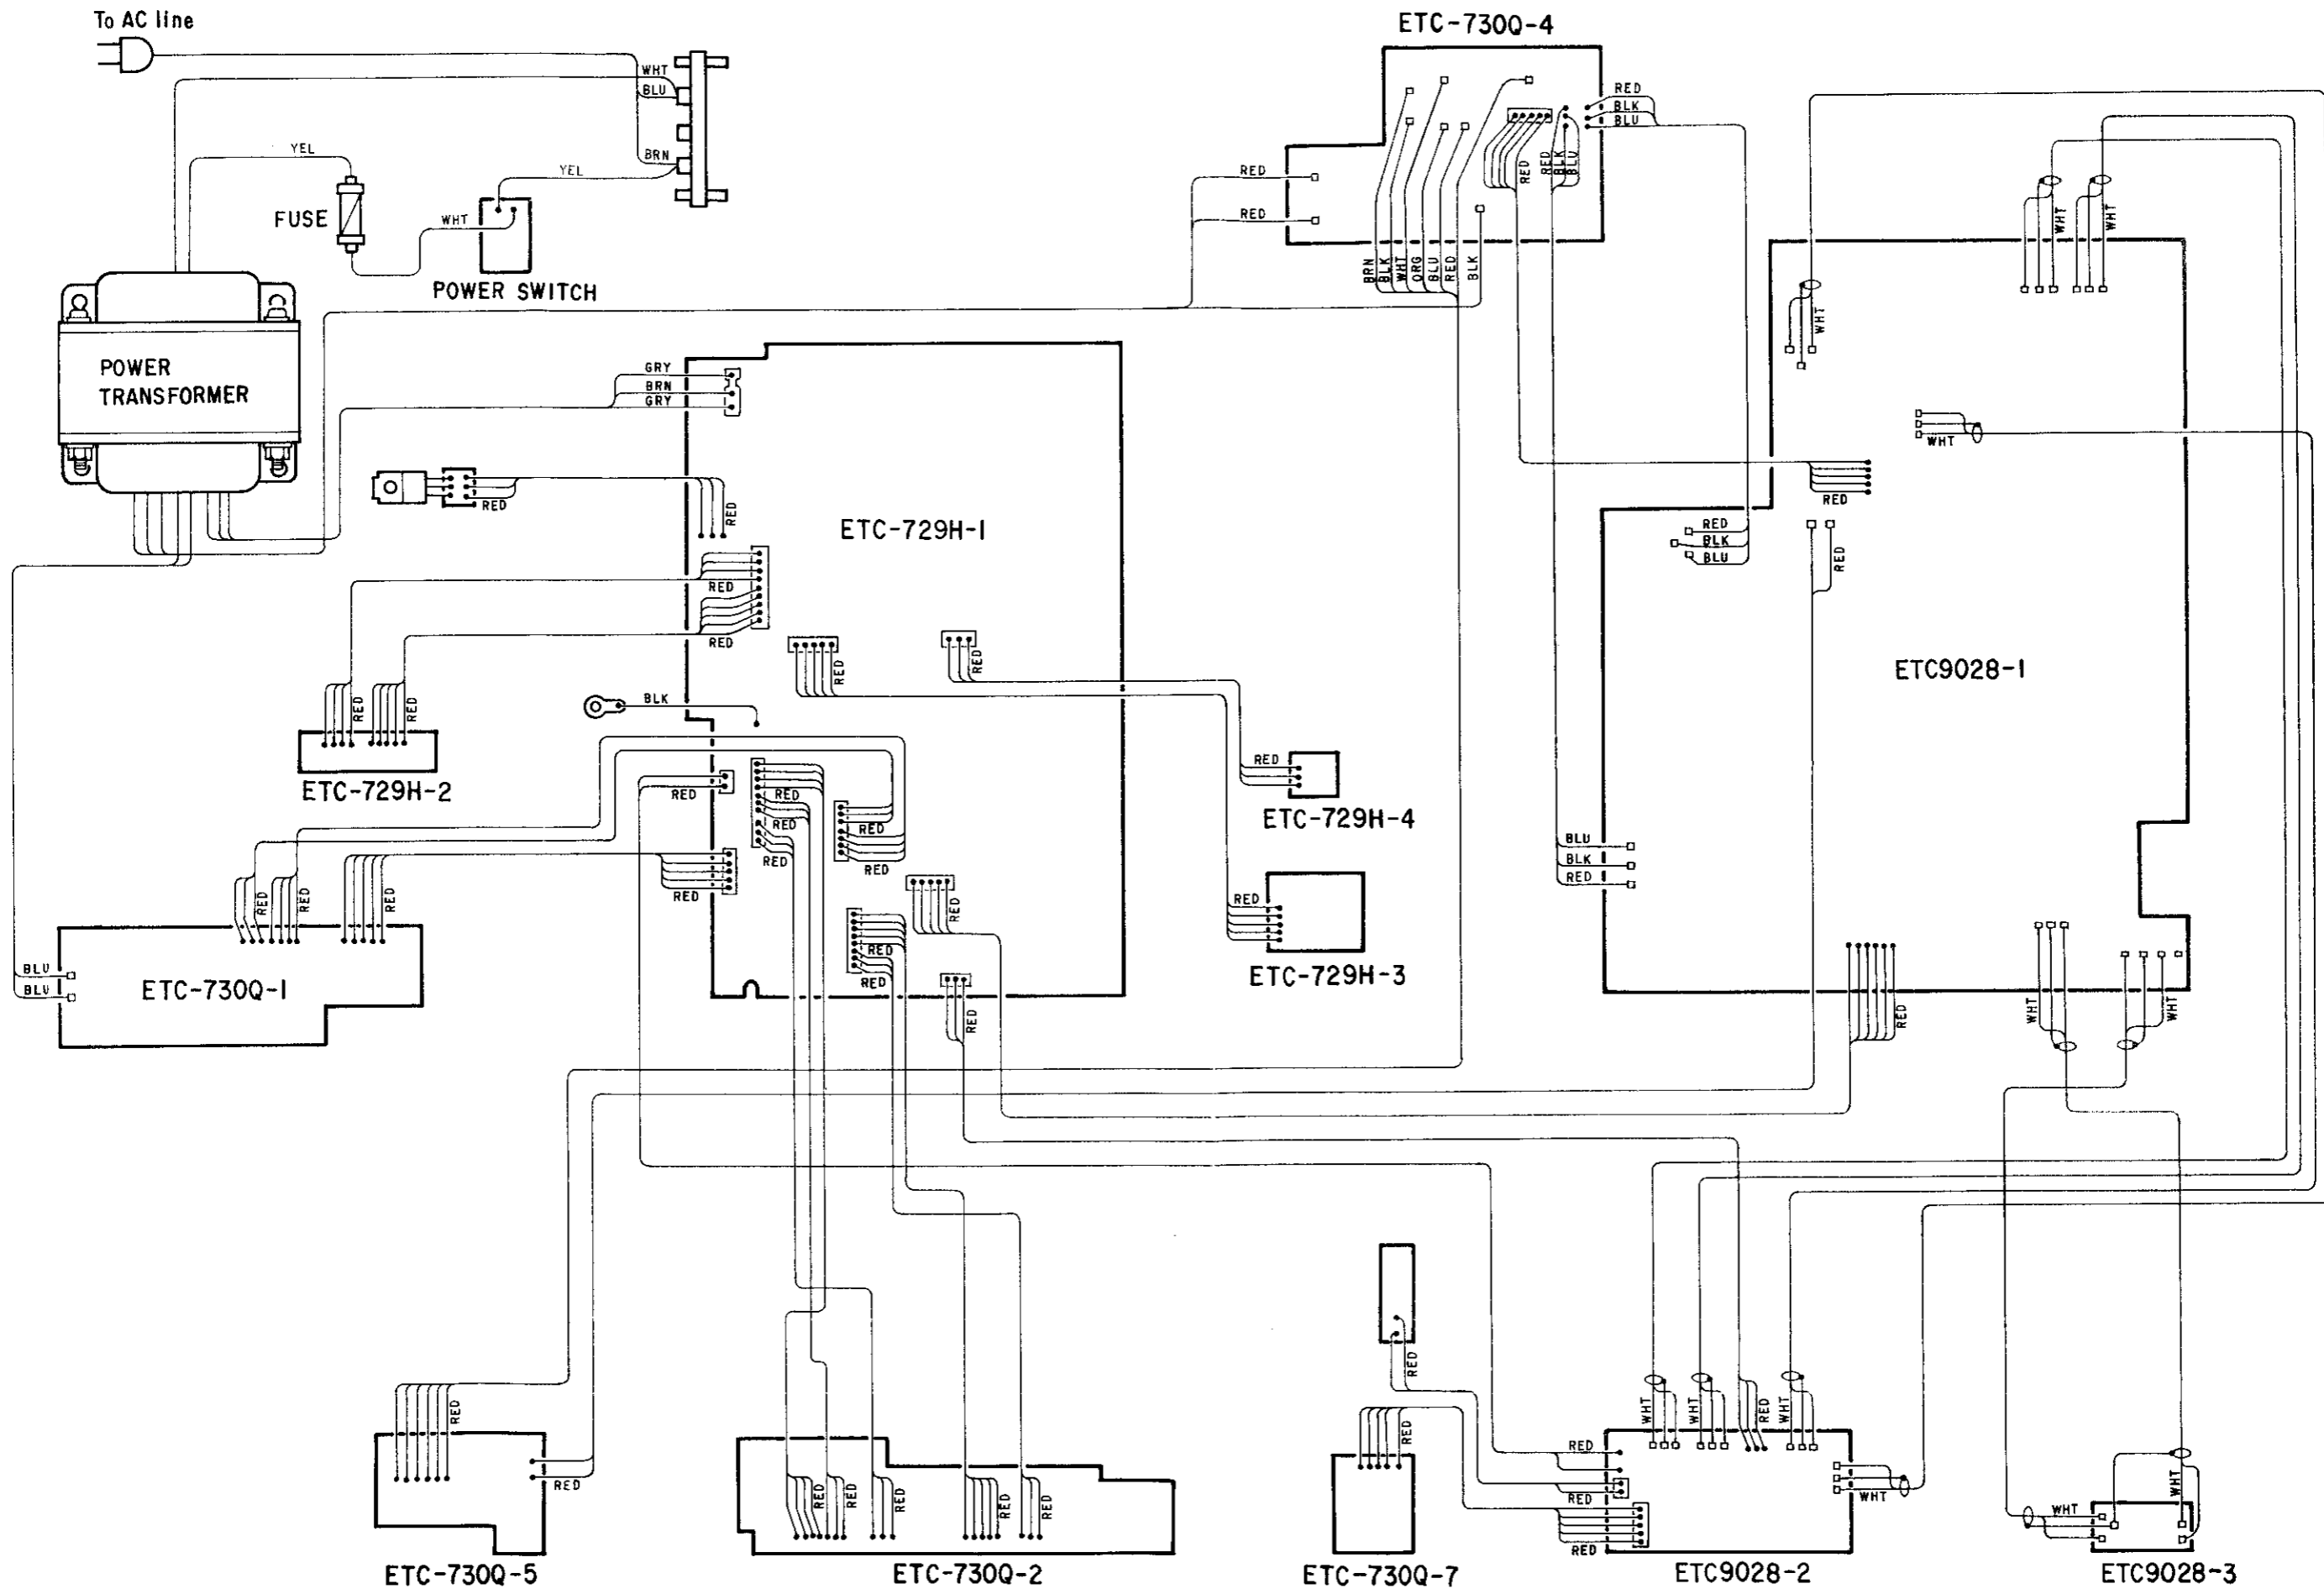 To AC line
ETC-730Q-4
WHT
BLU
BRN
YEL
YEL
FUSE
WHT
POWER SWITCH
POWER
TRANSFORMER
RED
RED
RED
BLK
BLU
RED
RED
BLK
BLU
BRN
BLK
WHT
ORG
BLU
RED
BLK
WHT
WHT
WHT
WHT
RED
RED
BLK
BLU
RED
ETC9028-1
GRY
BRN
GRY
RED
RED
ETC-729H-1
RED
RED
RED
RED
RED
RED
ETC-729H-2
BLK
RED
RED
RED
RED
RED
RED
RED
RED
ETC-729H-4
RED
ETC-729H-3
BLU
BLK
RED
RED
RED
RED
BLU
BLU
ETC-730Q-1
RED
RED
RED
RED
RED
WHT
WHT
RED
RED
ETC-730Q-5
RED
RED
RED
RED
RED
ETC-730Q-2
RED
RED
ETC-730Q-7
WHT
WHT
RED
WHT
RED
RED
RED
WHT
ETC9028-2
WHT
WHT
ETC9028-3